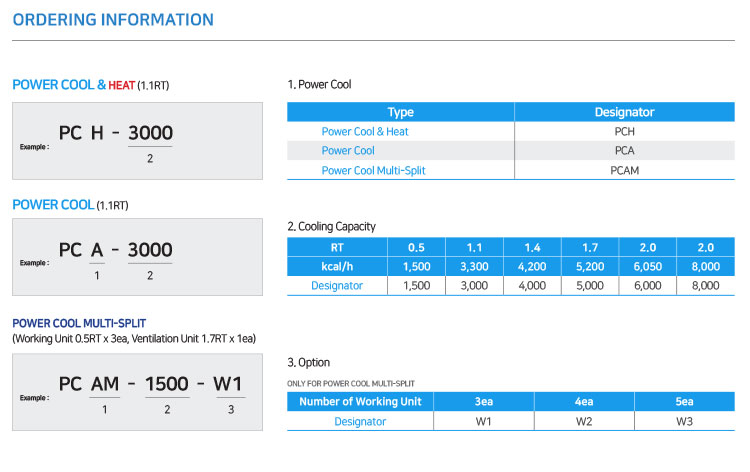 ORDERING INFORMATION
POWER COOL & HEAT (1.1RT)
Example : PC H - 3000
2
POWER COOL (1.1RT)
Example : PC A - 3000
1 2
POWER COOL MULTI-SPLIT
(Working Unit 0.5RT x 3ea, Ventilation Unit 1.7RT x 1ea)
Example : PC AM - 1500 - W1
1 2 3
1. Power Cool
Type Designator
Power Cool & Heat PCH
Power Cool PCA
Power Cool Multi-Split PCAM
2. Cooling Capacity
RT 0.5 1.1 1.4 1.7 2.0 2.0
kcal/h 1,500 3,300 4,200 5,200 6,050 8,000
Designator 1,500 3,000 4,000 5,000 6,000 8,000
3. Option
ONLY FOR POWER COOL MULTI-SPLIT
Number of Working Unit 3ea 4ea 5ea
Designator W1 W2 W3